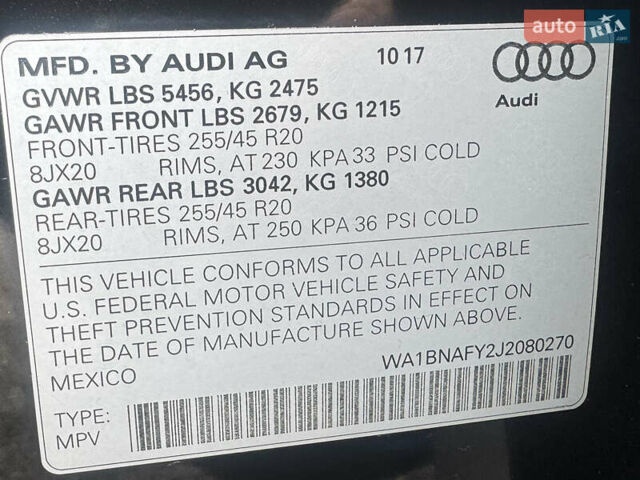 AUTO RIA.com
MFD. BY AUDI AG 10 17
GVWR LBS 5456, KG 2475
GAWR FRONT LBS 2679, KG 1215
Audi
FRONT-TIRES 255/45 R20
8JX20 RIMS, AT 230 KPA 33 PSI COLD
GAWR REAR LBS 3042, KG 1380
REAR-TIRES 255/45 R20
8JX20 RIMS, AT 250 KPA 36 PSI COLD
THIS VEHICLE CONFORMS TO ALL APPLICABLE
U.S. FEDERAL MOTOR VEHICLE SAFETY AND
THEFT PREVENTION STANDARDS IN EFFECT ON
THE DATE OF MANUFACTURE SHOWN ABOVE.
MEXICO WA1BNAFY2J2080270
TYPE:
MPV